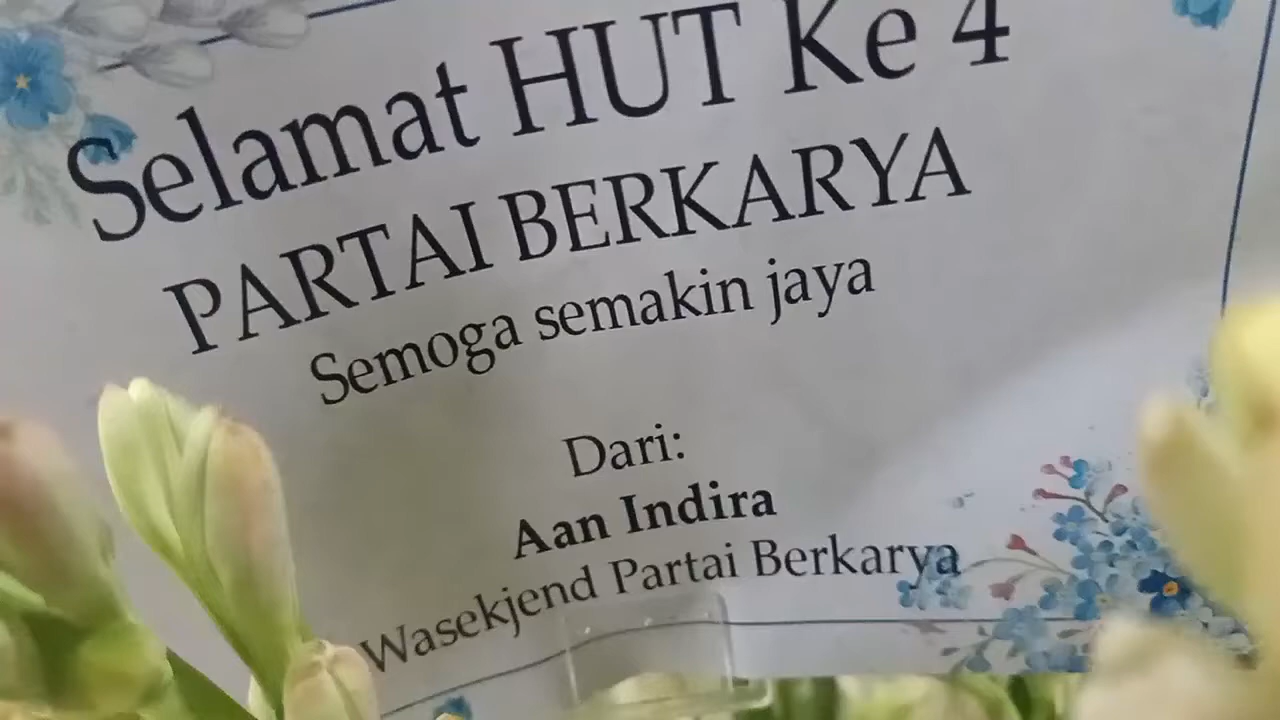 Selamat HUT Ke 4
PARTAI BERKARYA
Semoga semakin jaya
Dari:
Aan Indira
Wasekjend Partai Berkarya